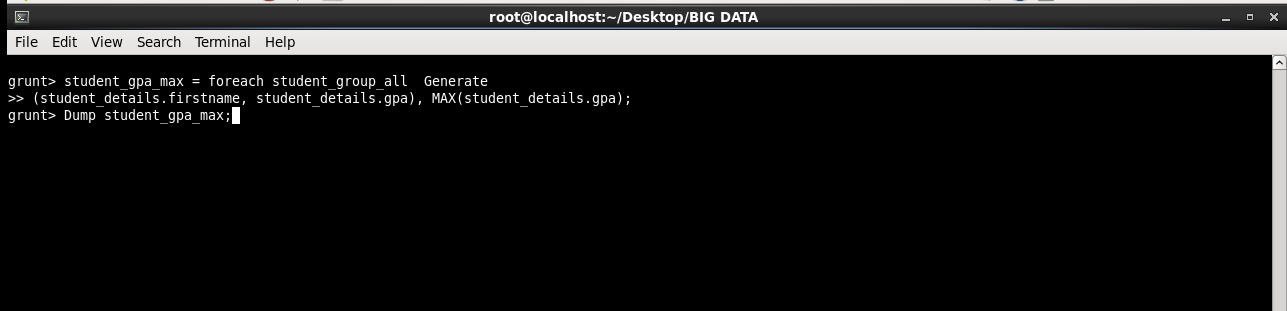 root@localhost:~/Desktop/BIG DATA
File Edit View Search Terminal Help
grunt> student_gpa_max = foreach student_group_all  Generate
>> (student_details.firstname, student_details.gpa), MAX(student_details.gpa);
grunt> Dump student_gpa_max;